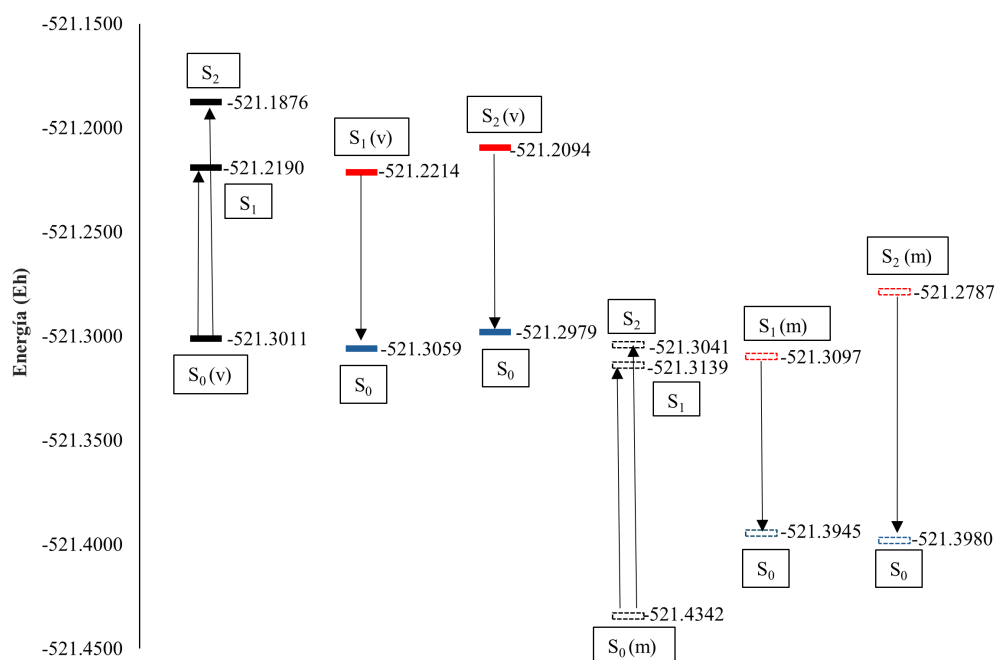 -521.1500
-521.2000
-521.2500
-521.3000
-521.3500
-521.4000
-521.4500
Energía (Eh)
S2
-521.1876
-521.2190
S1
-521.3011
S0 (v)
S1 (v)
-521.2214
-521.3059
S0
S2 (v)
-521.2094
-521.2979
S0
S2
-521.3041
-521.3139
S1
-521.4342
S0 (m)
S1 (m)
-521.3097
-521.3945
S0
S2 (m)
-521.2787
-521.3980
S0